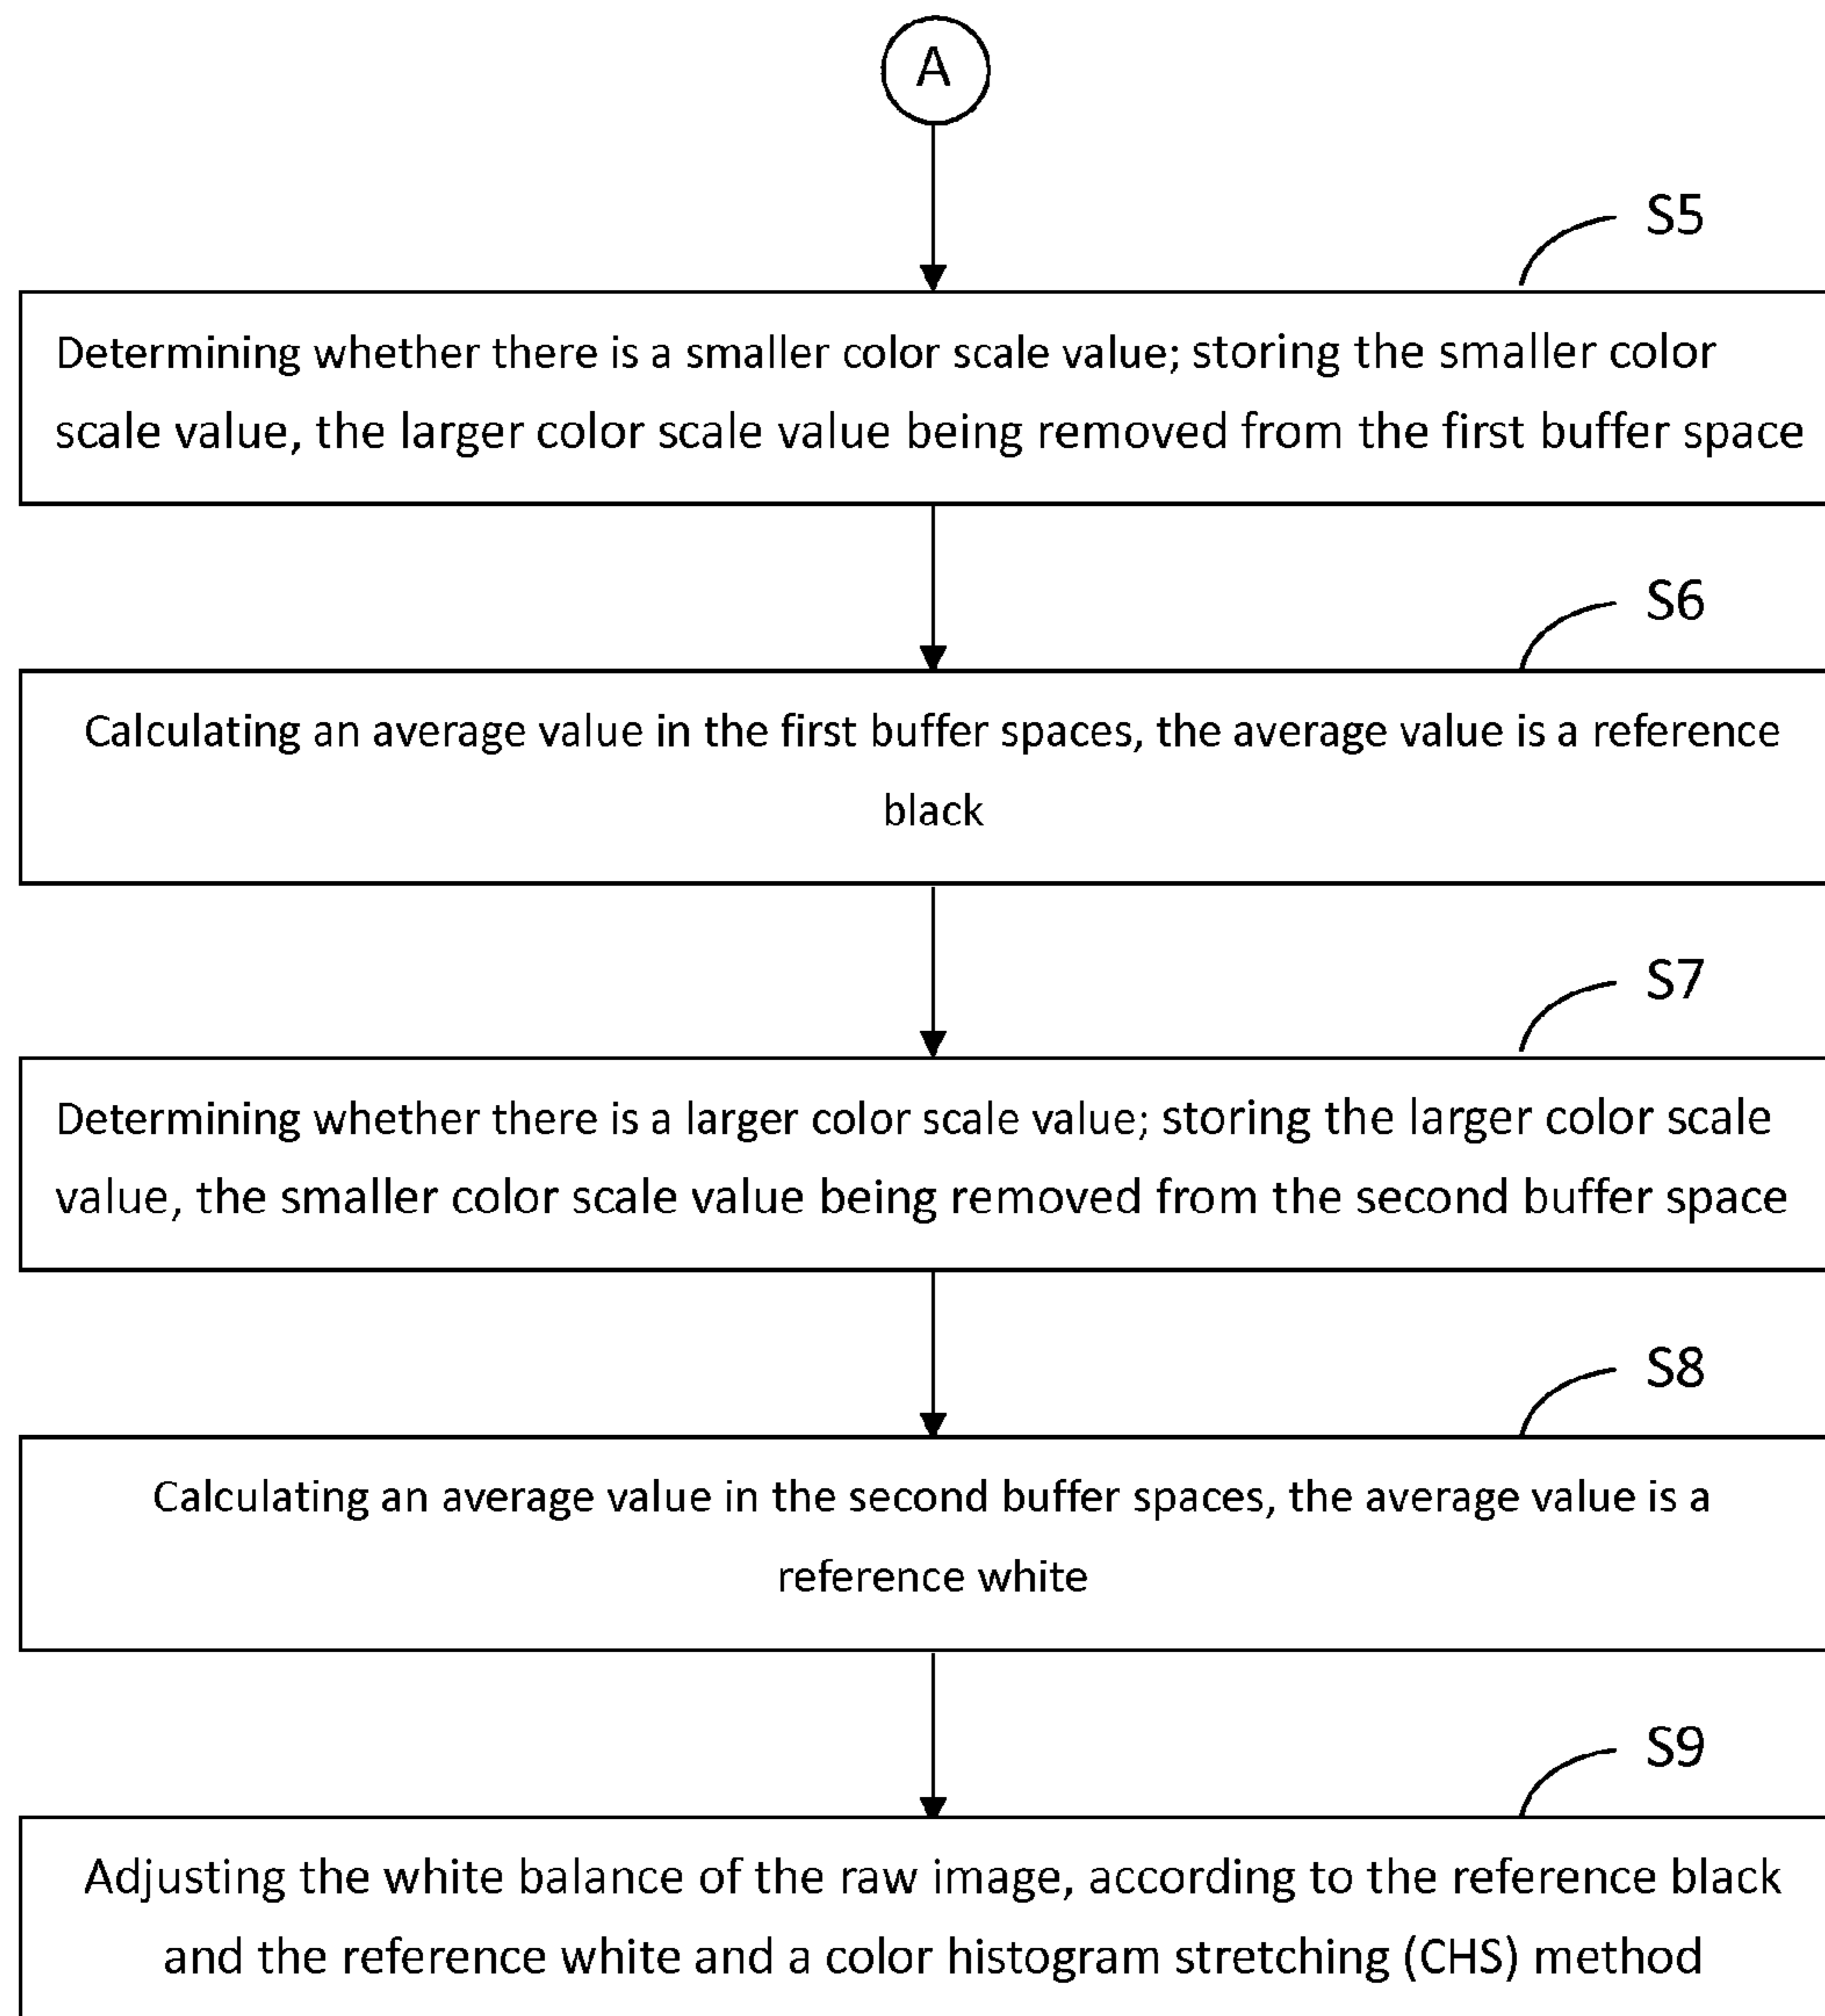 A
S5
Determining whether there is a smaller color scale value; storing the smaller color
scale value, the larger color scale value being removed from the first buffer space
S6
Calculating an average value in the first buffer spaces, the average value is a reference
black
S7
Determining whether there is a larger color scale value; storing the larger color scale
value, the smaller color scale value being removed from the second buffer space
S8
Calculating an average value in the second buffer spaces, the average value is a
reference white
S9
Adjusting the white balance of the raw image, according to the reference black
and the reference white and a color histogram stretching (CHS) method